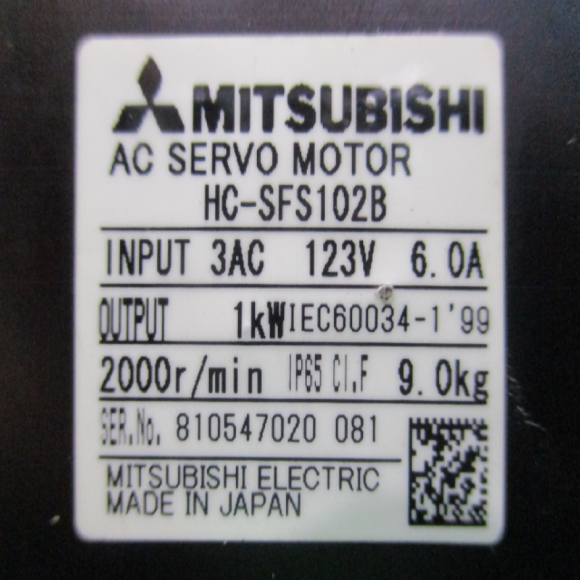 MITSUBISHI
AC SERVO MOTOR
HC-SFS102B
INPUT 3AC 123V 6.0A
OUTPUT 1kW IEC60034-1'99
2000r/min IP65 CI.F 9.0kg
SER.No. 810547020 081
MITSUBISHI ELECTRIC
MADE IN JAPAN